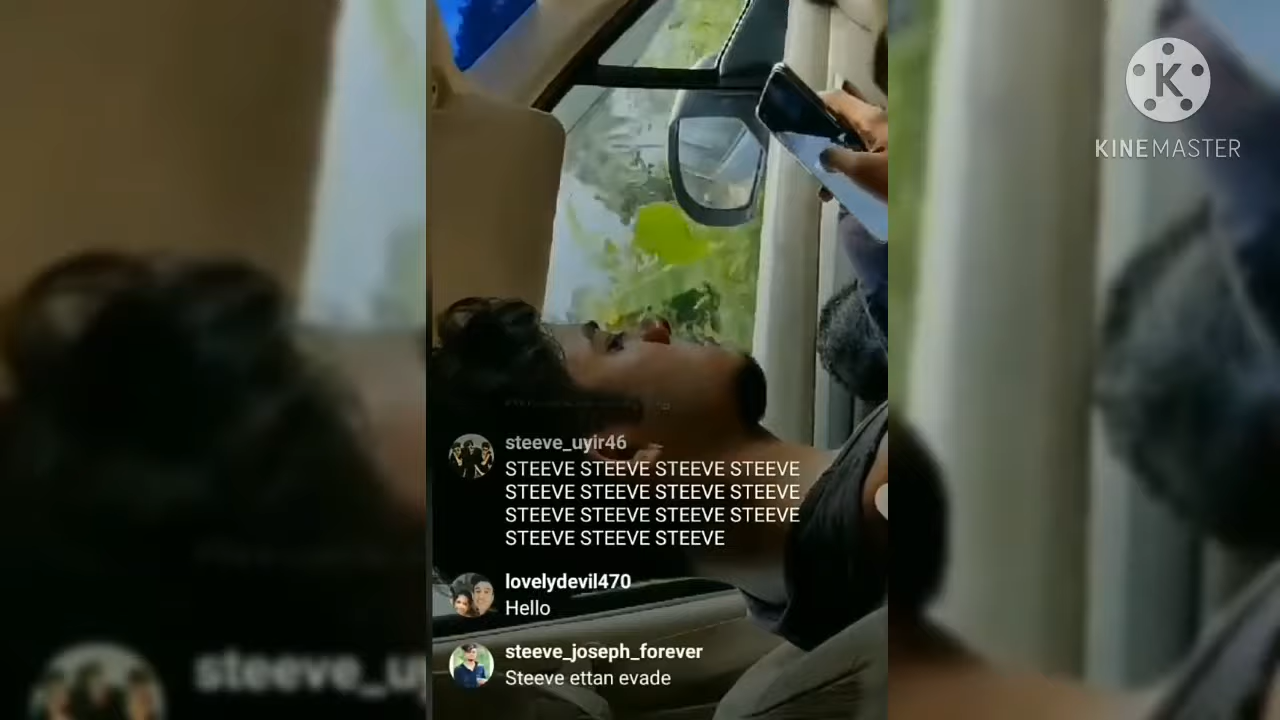 KINEMASTER
steeve_uyir46
STEEVE STEEVE STEEVE STEEVE
STEEVE STEEVE STEEVE STEEVE
STEEVE STEEVE STEEVE STEEVE
STEEVE STEEVE STEEVE
lovelydevil470
Hello
steeve_joseph_forever
Steeve ettan evade
steeve_u